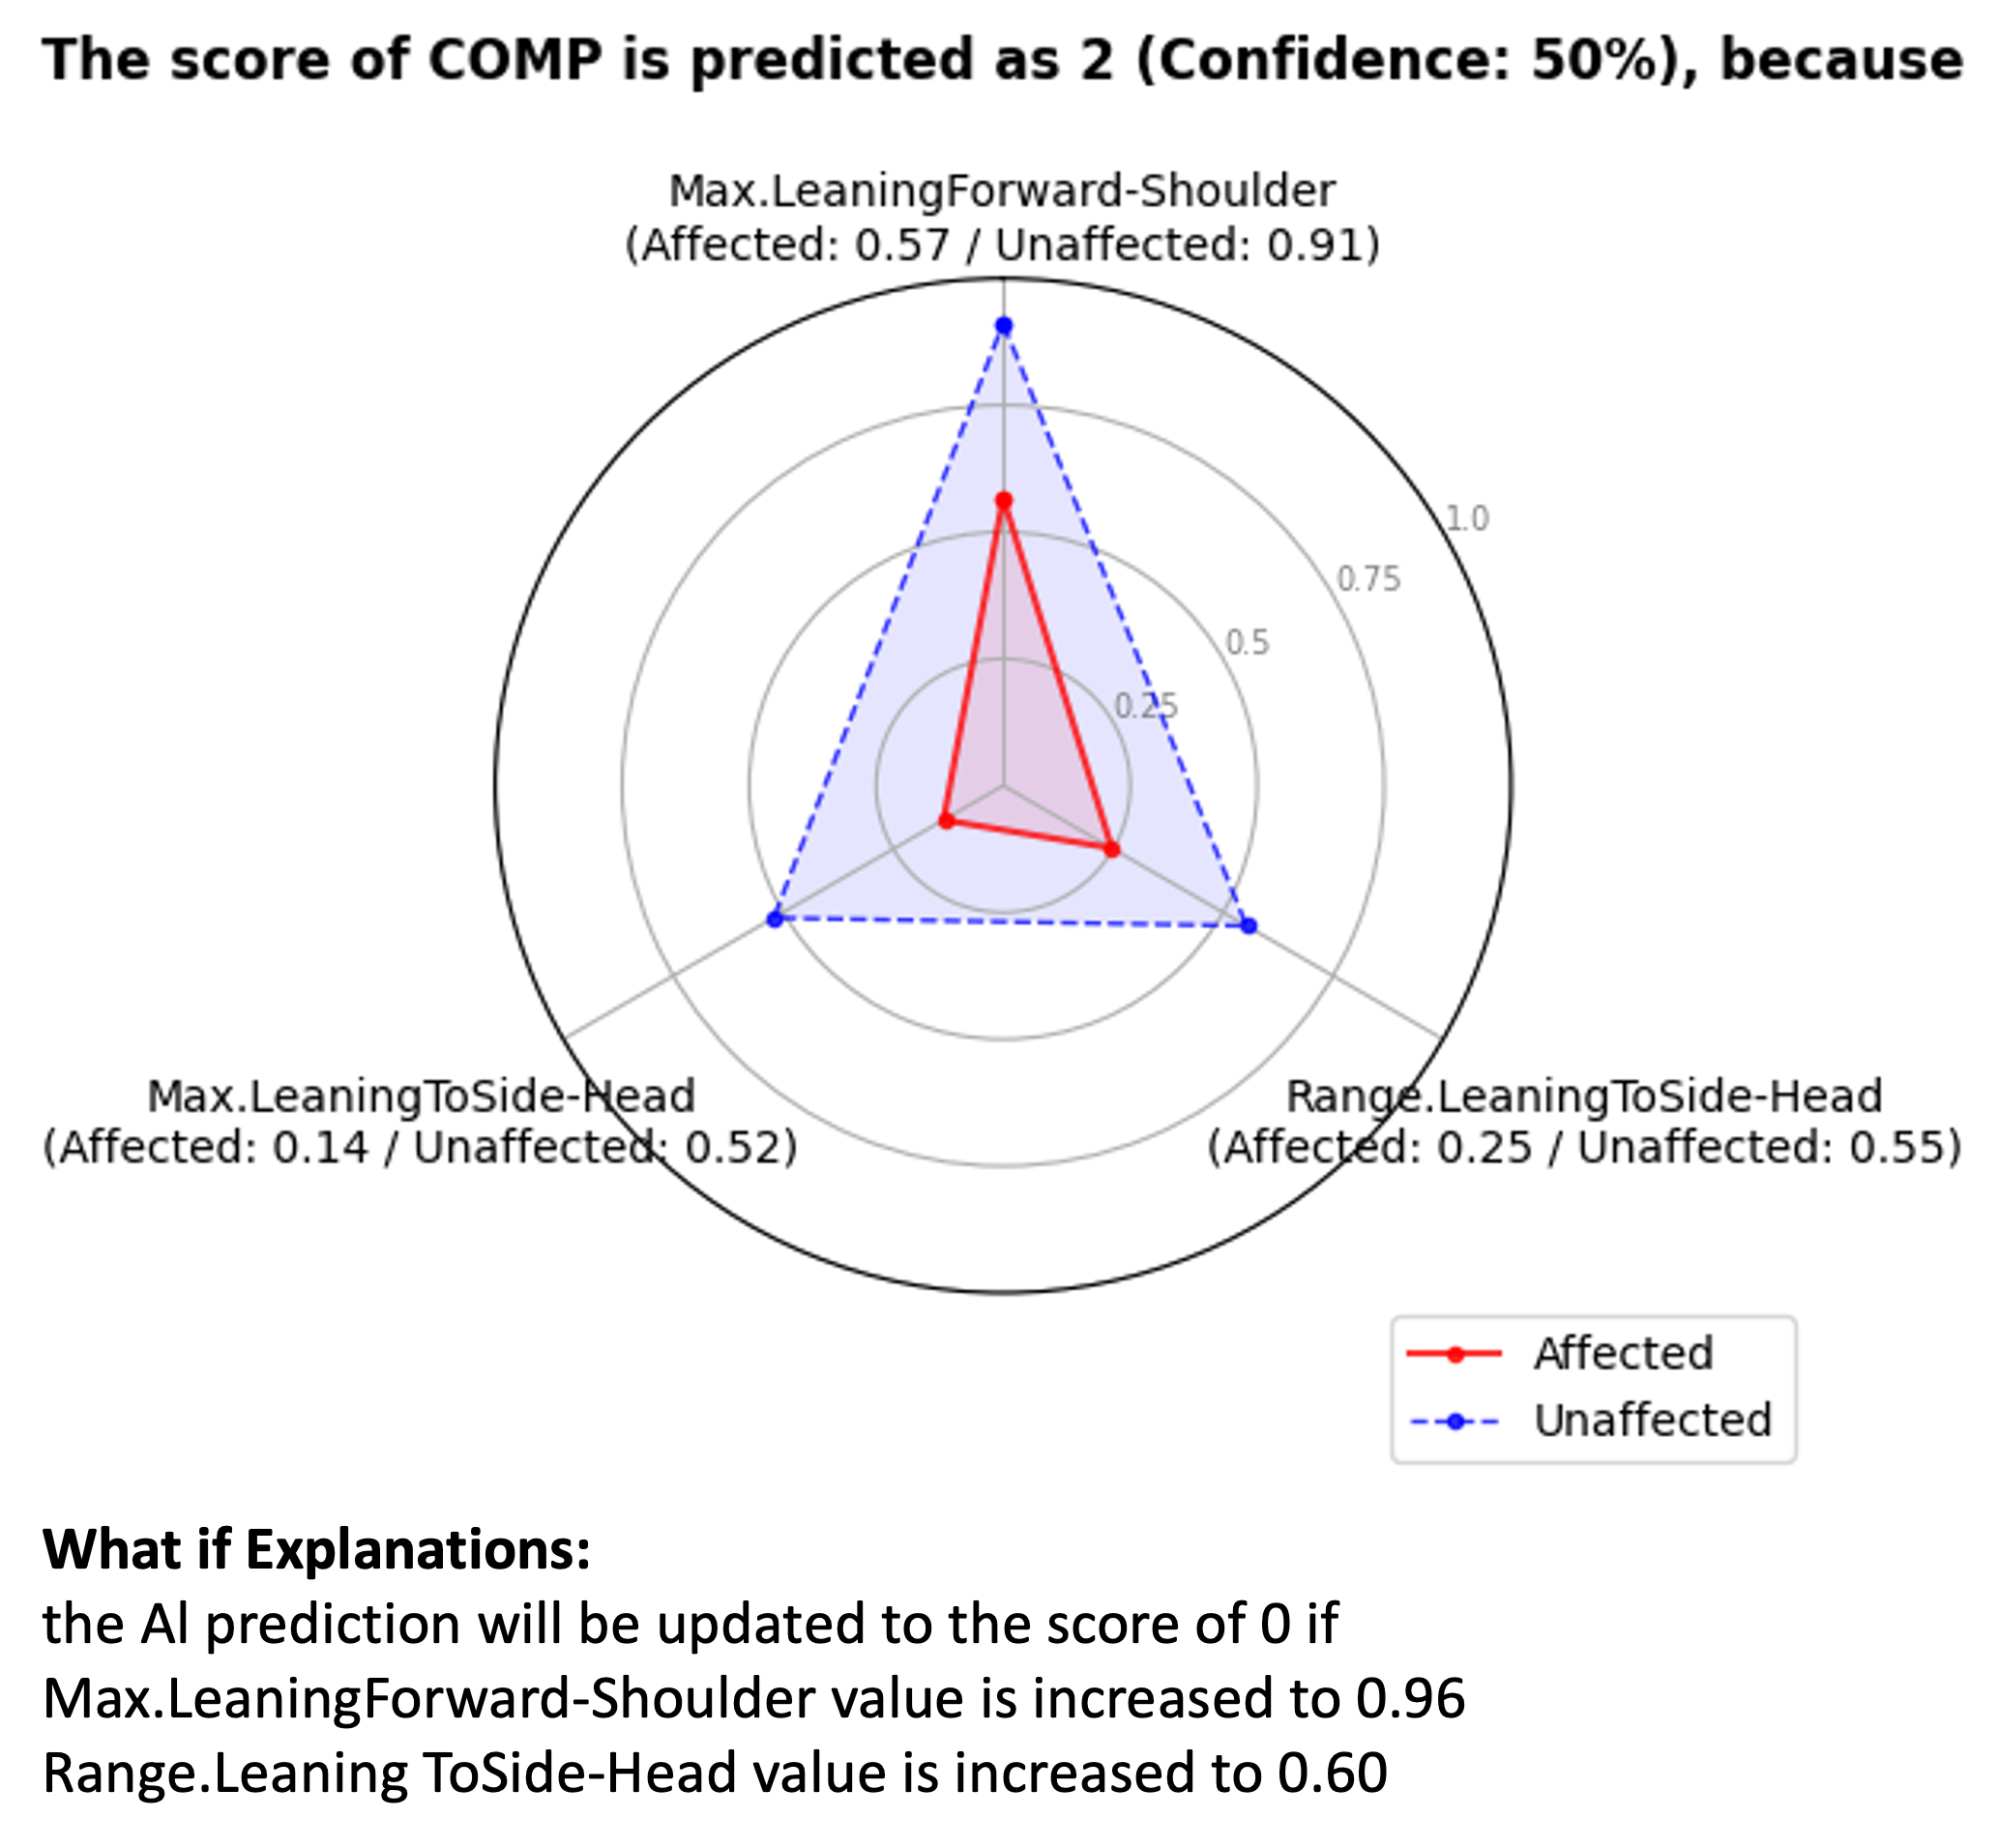 The score of COMP is predicted as 2 (Confidence: 50%), because
Max.LeaningForward-Shoulder
(Affected: 0.57 / Unaffected: 0.91)
1.0
0.75
0.5
0.25
Max.LeaningToSide-Head
(Affected: 0.14 / Unaffected: 0.52)
Range.LeaningToSide-Head
(Affected: 0.25 / Unaffected: 0.55)
Affected
Unaffected
What if Explanations:
the AI prediction will be updated to the score of 0 if
Max.LeaningForward-Shoulder value is increased to 0.96
Range.Leaning ToSide-Head value is increased to 0.60